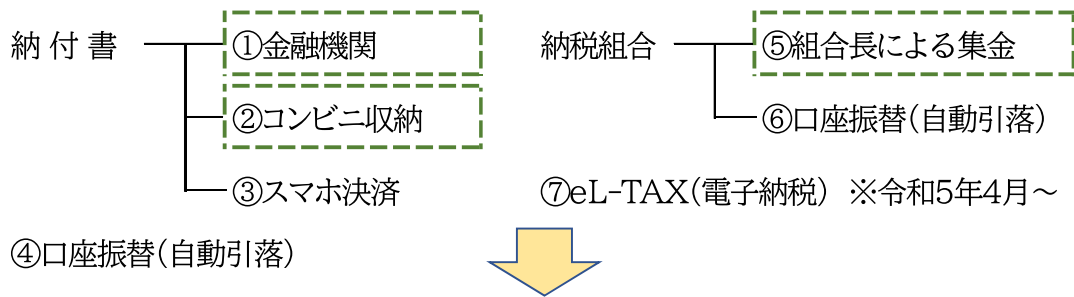 納付書
①金融機関
②コンビニ収納
③スマホ決済
④口座振替（自動引落）
納税組合
⑤組合長による集金
⑥口座振替（自動引落）
⑦eL-TAX（電子納税）※令和5年4月～